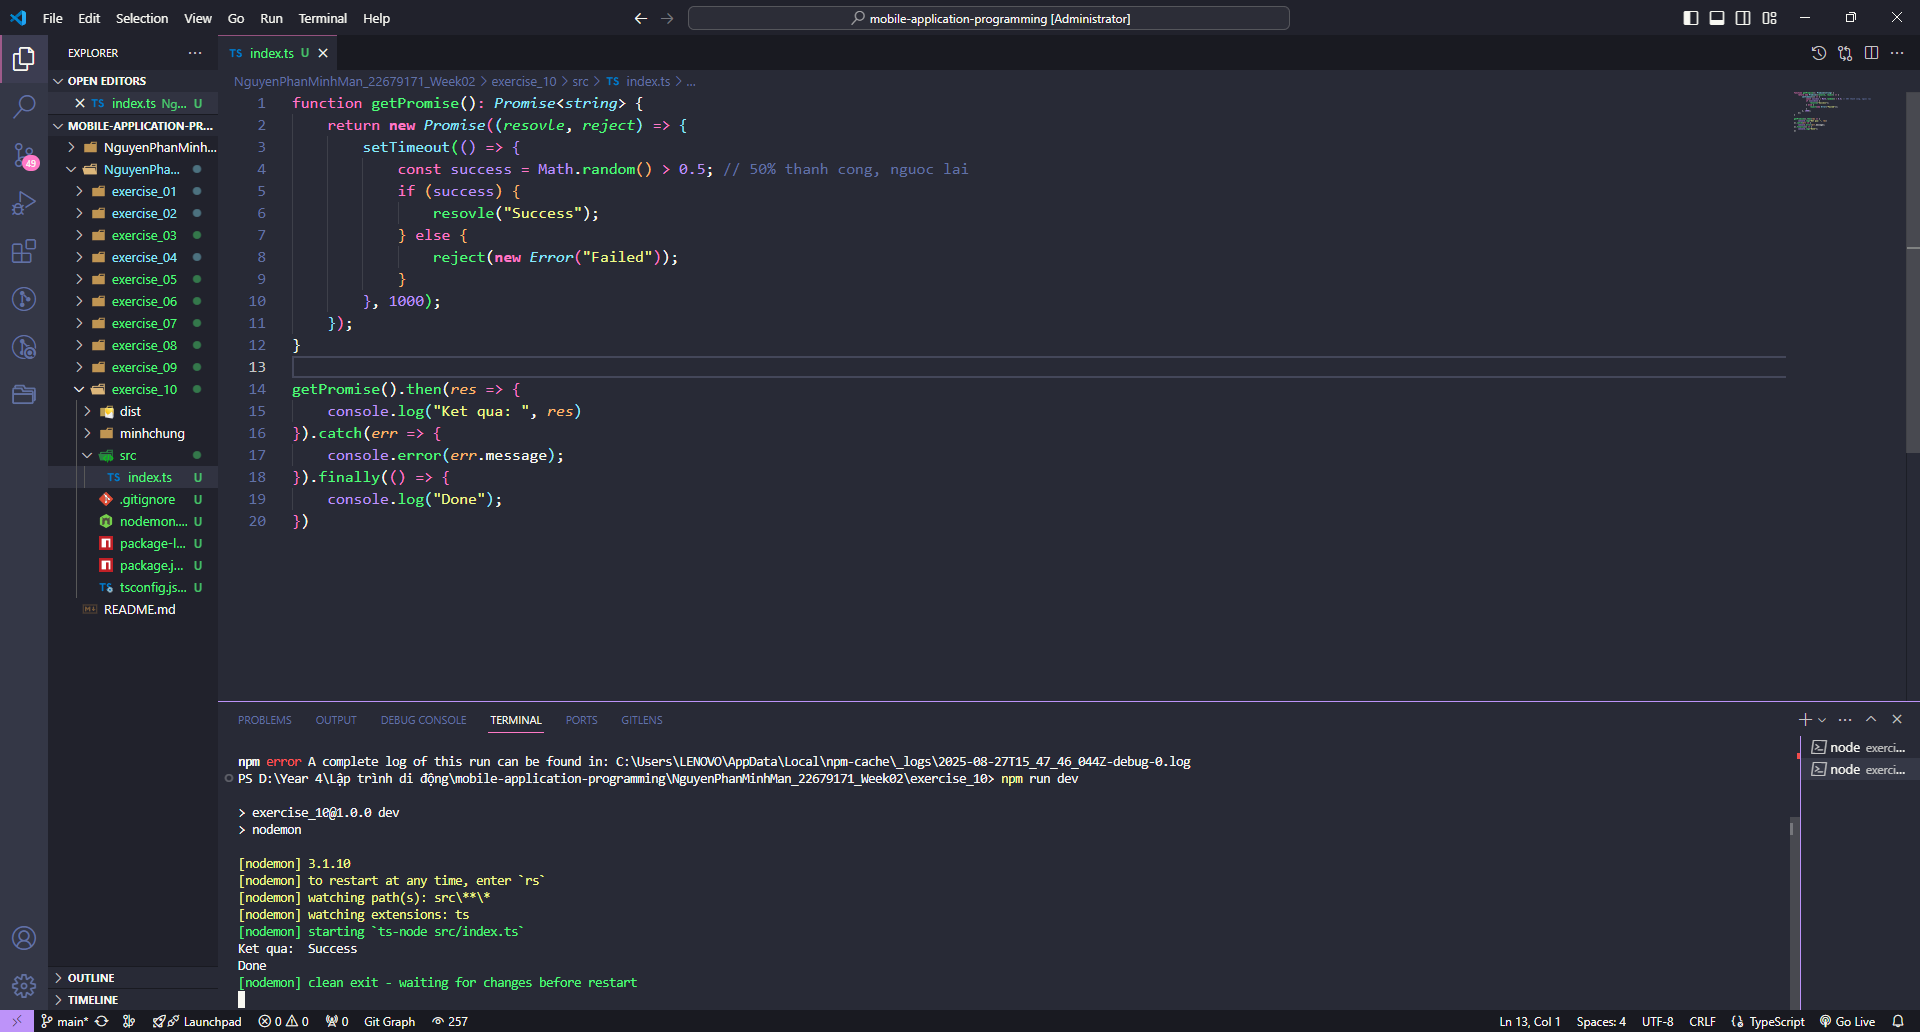 File Edit Selection View Go Run Terminal Help
mobile-application-programming [Administrator]
EXPLORER
TS index.ts U
OPEN EDITORS
TS index.ts Ng... U
MOBILE-APPLICATION-PR...
NguyenPhanMinh...
NguyenPha...
exercise_01
exercise_02
exercise_03
exercise_04
exercise_05
exercise_06
exercise_07
exercise_08
exercise_09
exercise_10
dist
minhchung
src
TS index.ts U
.gitignore U
nodemon.... U
package-l... U
package.j... U
TS tsconfig.js... U
README.md
OUTLINE
TIMELINE
49
NguyenPhanMinhMan_22679171_Week02 > exercise_10 > src > TS index.ts > ...
1 function getPromise(): Promise<string> {
2 return new Promise((resovle, reject) => {
3 setTimeout(() => {
4 const success = Math.random() > 0.5; // 50% thanh cong, nguoc lai
5 if (success) {
6 resovle("Success");
7 } else {
8 reject(new Error("Failed"));
9 }
10 }, 1000);
11 });
12 }
13
14 getPromise().then(res => {
15 console.log("Ket qua: ", res)
16 }).catch(err => {
17 console.error(err.message);
18 }).finally(() => {
19 console.log("Done");
20 })
PROBLEMS OUTPUT DEBUG CONSOLE TERMINAL PORTS GITLENS
npm error A complete log of this run can be found in: C:\Users\LENOVO\AppData\Local\npm-cache\_logs\2025-08-27T15_47_46_044Z-debug-0.log
PS D:\Year 4\Lập trình di động\mobile-application-programming\NguyenPhanMinhMan_22679171_Week02\exercise_10> npm run dev
> exercise_10@1.0.0 dev
> nodemon
[nodemon] 3.1.10
[nodemon] to restart at any time, enter `rs`
[nodemon] watching path(s): src\**\*
[nodemon] watching extensions: ts
[nodemon] starting `ts-node src/index.ts`
Ket qua:  Success
Done
[nodemon] clean exit - waiting for changes before restart
node exerci...
node exerci...
main* Launchpad 0 0 0 Git Graph 257
Ln 13, Col 1 Spaces: 4 UTF-8 CRLF {} TypeScript Go Live